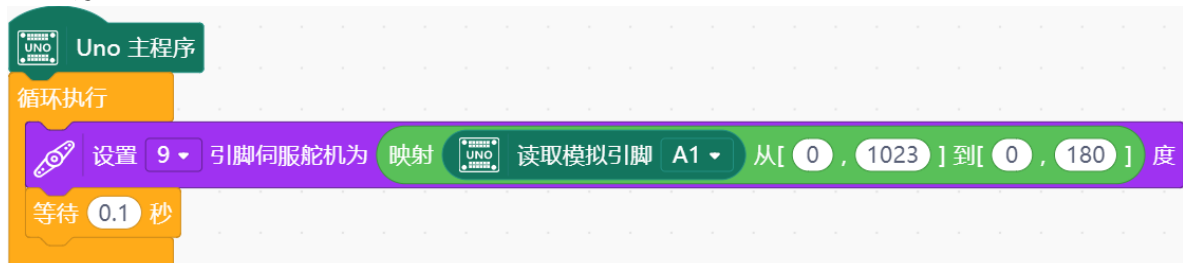 UNO Uno 主程序
循环执行
设置 9 引脚伺服舵机为 映射 UNO 读取模拟引脚 A1 从[ 0 , 1023 ] 到[ 0 , 180 ] 度
等待 0.1 秒